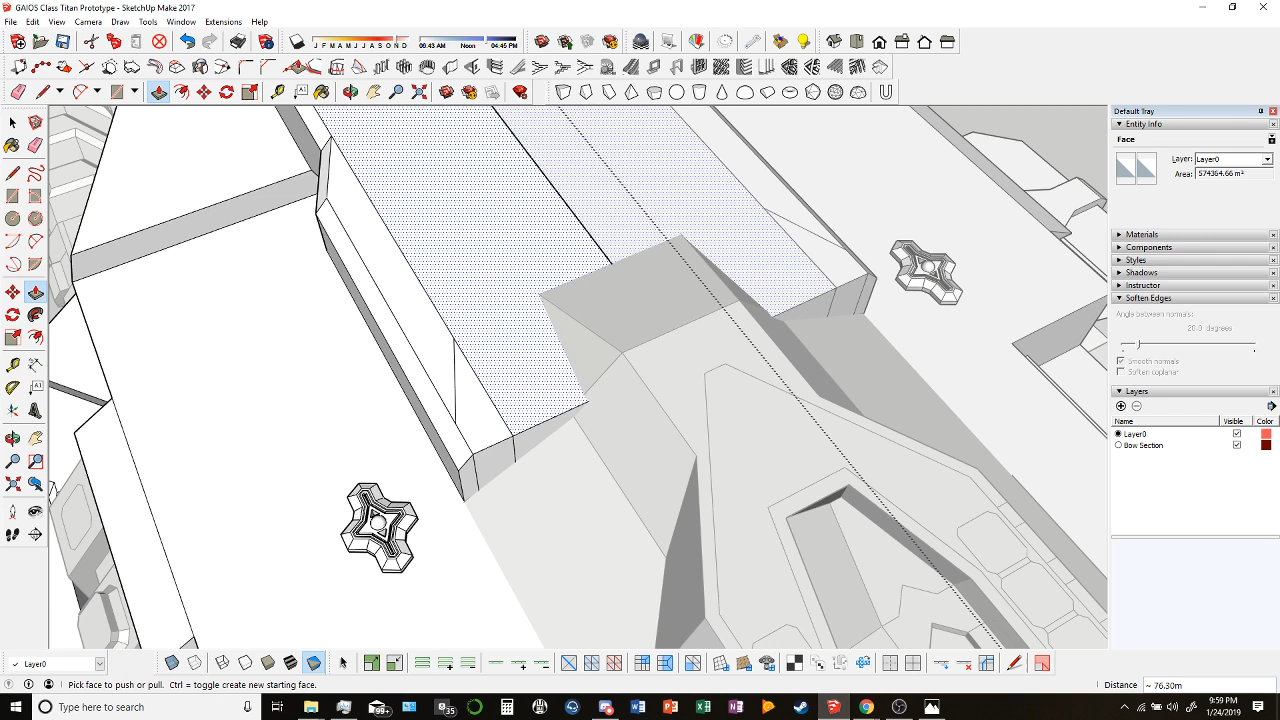 GAIOS Class Titan Prototype - SketchUp Make 2017
File Edit View Camera Draw Tools Window Extensions Help
J F M A M J J A S O N D 06:43 AM Noon 04:45 PM
Default Tray
Entity Info
Face
Layer: Layer0
Area: 574364.66 m²
Materials
Components
Styles
Shadows
Instructor
Soften Edges
Angle between normals:
20.0 degrees
Smooth normals
Soften coplanar
Layers
Name Visible Color
Layer0
Bow Section
Layer0
Pick face to push or pull. Ctrl = toggle create new starting face. Distance ~ 76.30m
Type here to search
99+
35
9:59 PM
1/24/2019